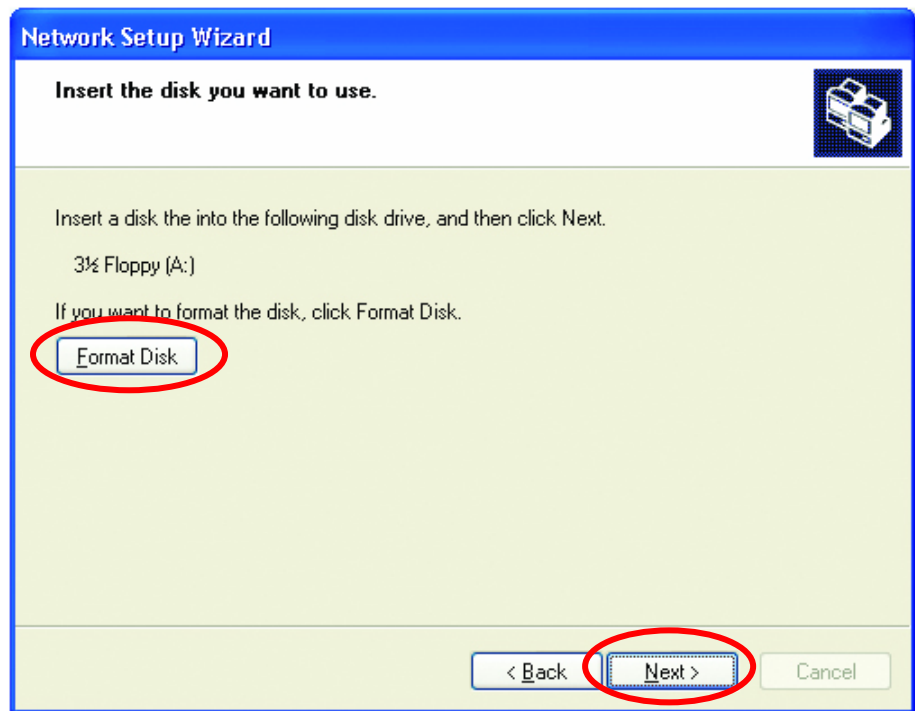 Network Setup Wizard
Insert the disk you want to use.
Insert a disk the into the following disk drive, and then click Next.
3½ Floppy (A:)
If you want to format the disk, click Format Disk.
Format Disk
< Back
Next >
Cancel